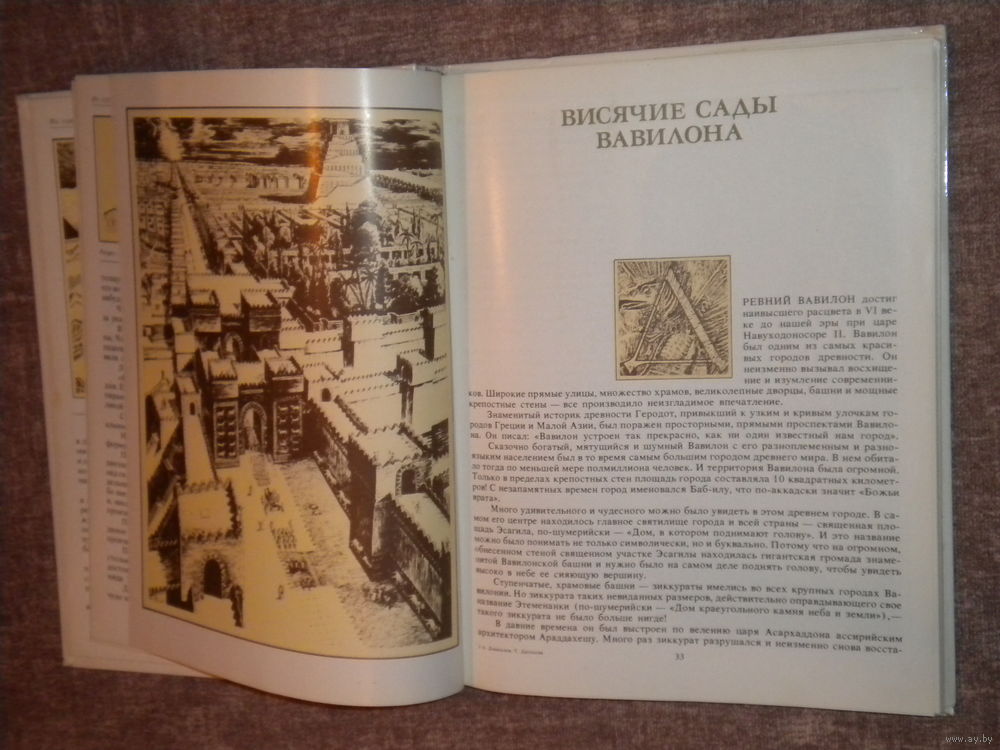 ВИСЯЧИЕ САДЫ
ВАВИЛОНА
Д
РЕВНИЙ ВАВИЛОН достиг
наивысшего расцвета в VI ве-
ке до нашей эры при царе
Навуходоносоре II. Вавилон
был одним из самых краси-
вых городов древности. Он
неизменно вызывал восхище-
ние и изумление современни-
ков. Широкие прямые улицы, множество храмов, великолепные дворцы, башни и мощные
крепостные стены — все производило неизгладимое впечатление.
Знаменитый историк древности Геродот, привыкший к узким и кривым улочкам го-
родов Греции и Малой Азии, был поражен просторными, прямыми проспектами Вавило-
на. Он писал: «Вавилон устроен так прекрасно, как ни один известный нам город».
Сказочно богатый, мятущийся и шумный Вавилон с его разноплеменным и разно-
языким населением был в то время самым большим городом древнего мира. В нем обита-
ло тогда по меньшей мере полмиллиона человек. И территория Вавилона была огромной.
Только в пределах крепостных стен площадь города составляла 10 квадратных километ-
ров! С незапамятных времен город именовался Баб-илу, что по-аккадски значит «Божьи
врата».
Много удивительного и чудесного можно было увидеть в этом древнем городе. В са-
мом его центре находилось главное святилище города и всей страны — священная пло-
щадь Эсагила, по-шумерийски — «Дом, в котором поднимают голову». И это название
можно было понимать не только символически, но и буквально. Потому что на огромном,
обнесенном стеной священном участке Эсагилы находилась гигантская громада знаме-
нитой Вавилонской башни и нужно было на самом деле поднять голову, чтобы увидеть
высоко в небе ее сияющую вершину.
Ступенчатые, храмовые башни — зиккураты имелись во всех крупных городах Ва-
вилонии. Но зиккурата таких невиданных размеров, действительно оправдывающего свое
название Этеменанки (по-шумерийски — «Дом краеугольного камня неба и земли»),—
такого зиккурата не было больше нигде!
В давние времена он был выстроен по велению царя Асархаддона ассирийским
архитектором Арадаххешу. Много раз зиккурат разрушался и неизменно снова восста-
33
www.ay.by